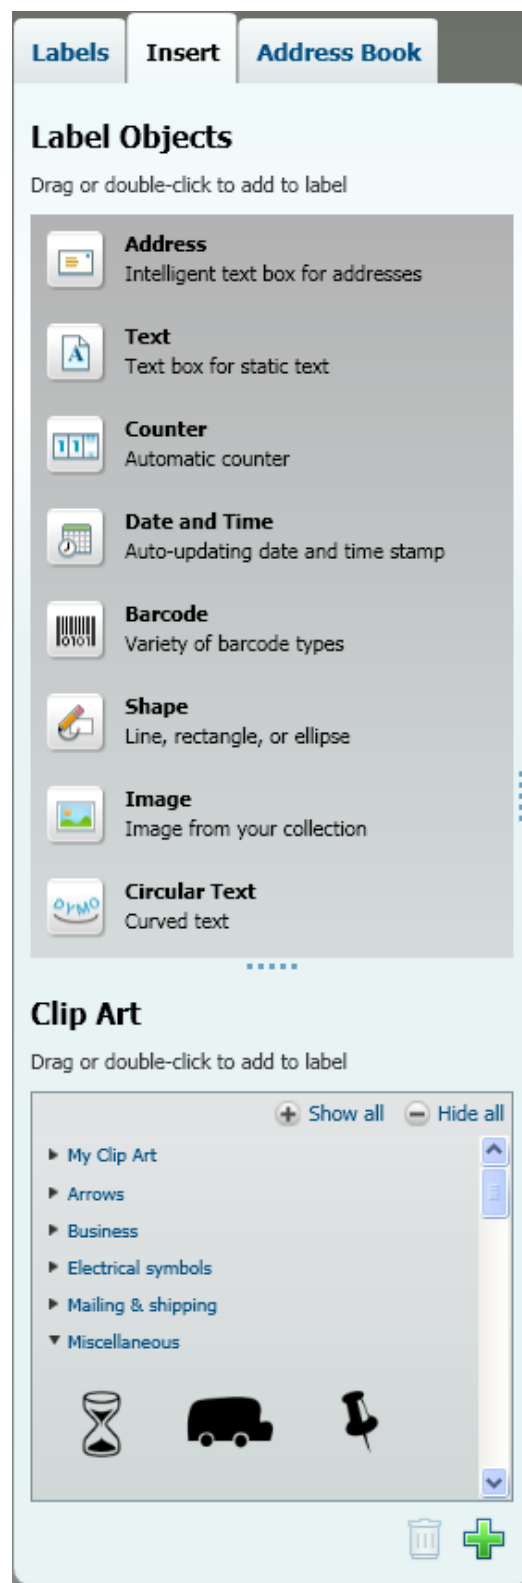 Labels Insert Address Book
Label Objects
Drag or double-click to add to label
Address
Intelligent text box for addresses
Text
Text box for static text
Counter
Automatic counter
Date and Time
Auto-updating date and time stamp
Barcode
Variety of barcode types
Shape
Line, rectangle, or ellipse
Image
Image from your collection
DYMO
Circular Text
Curved text
Clip Art
Drag or double-click to add to label
Show all Hide all
My Clip Art
Arrows
Business
Electrical symbols
Mailing & shipping
Miscellaneous